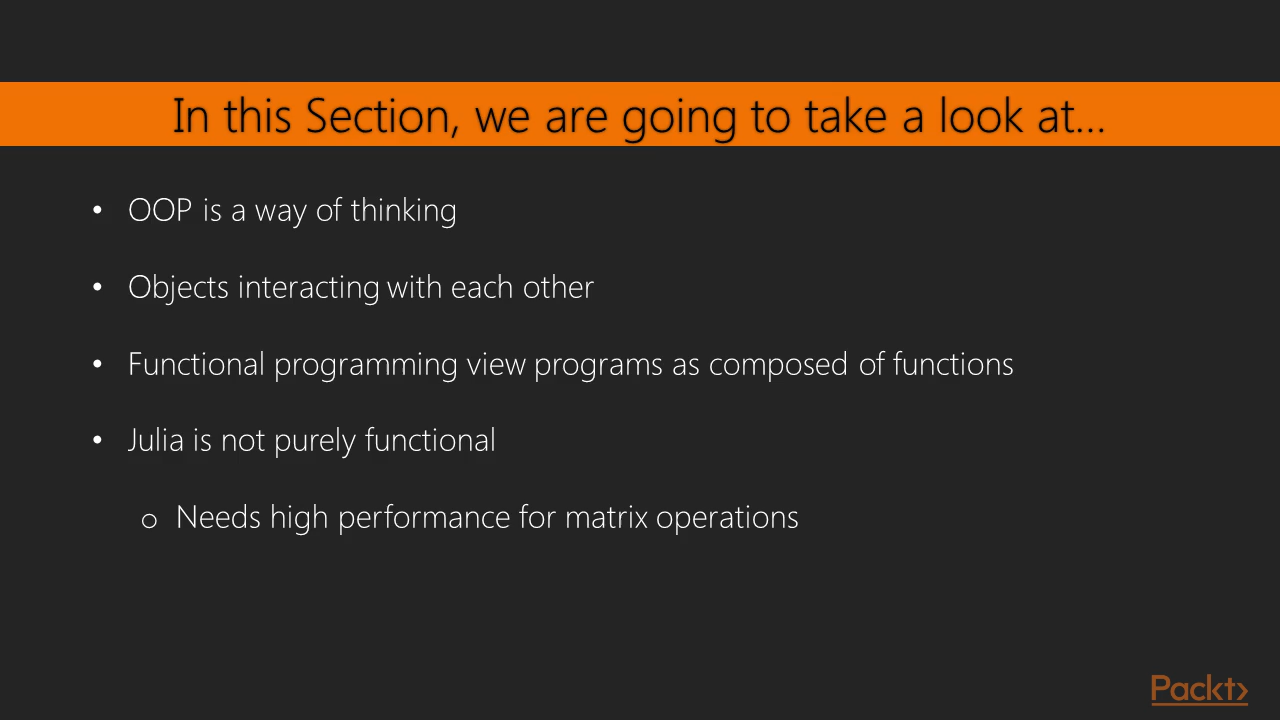 In this Section, we are going to take a look at...
• OOP is a way of thinking
• Objects interacting with each other
• Functional programming view programs as composed of functions
• Julia is not purely functional
o Needs high performance for matrix operations
Packt>